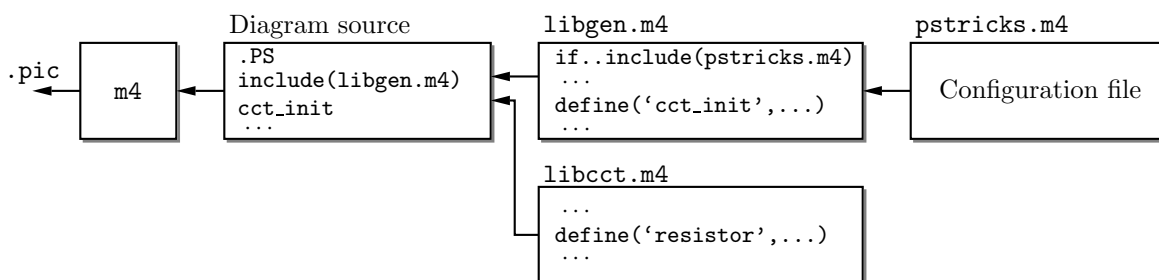 Diagram source
libgen.m4
pstricks.m4
.pic
m4
.PS
include(libgen.m4)
cct_init
...
if..include(pstricks.m4)
...
define(‘cct_init’,...)
...
Configuration file
libcct.m4
...
define(‘resistor’,...)
...